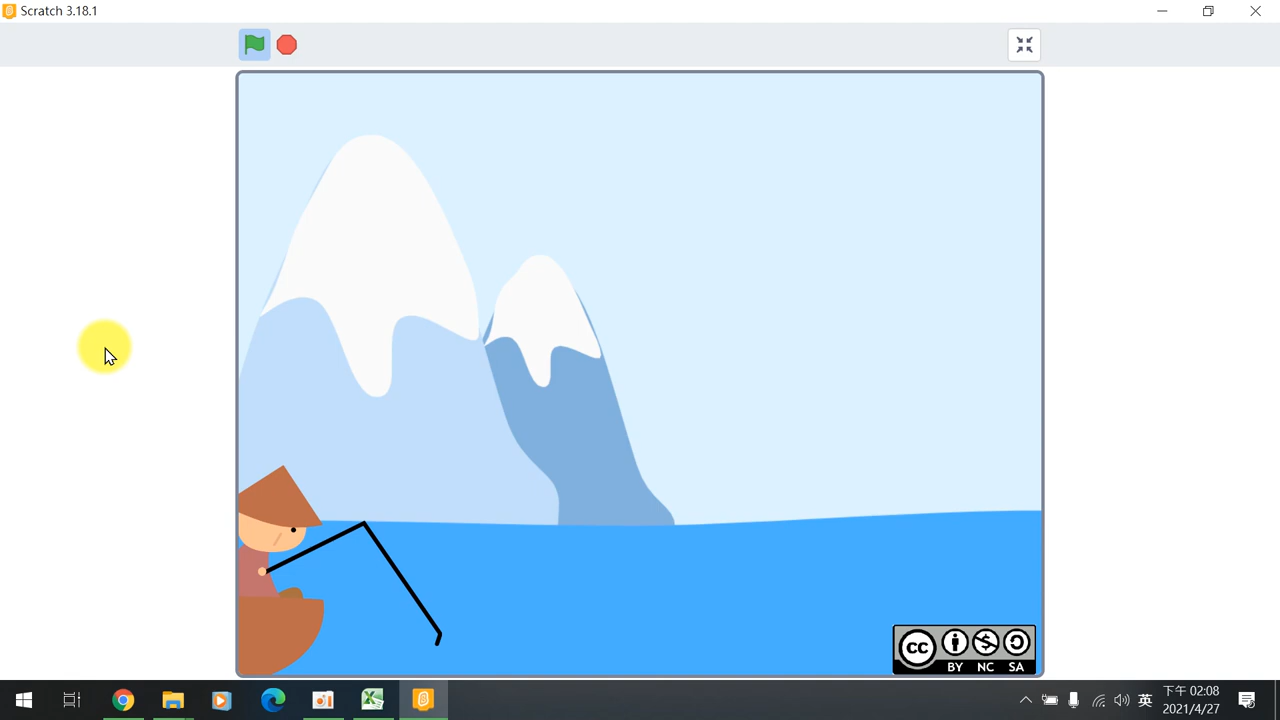 Scratch 3.18.1
cc
BY NC SA
英
下午 02:08
2021/4/27